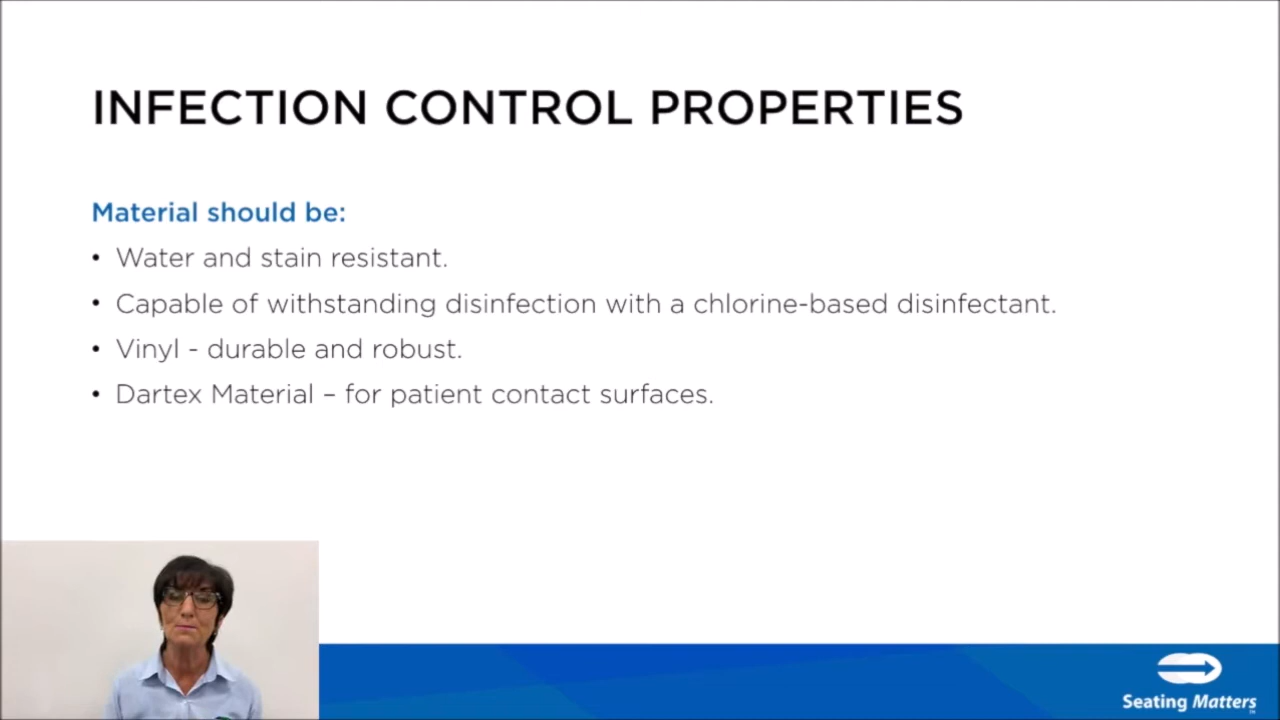 INFECTION CONTROL PROPERTIES
Material should be:
• Water and stain resistant.
• Capable of withstanding disinfection with a chlorine-based disinfectant.
• Vinyl - durable and robust.
• Dartex Material – for patient contact surfaces.
Seating Matters
TM